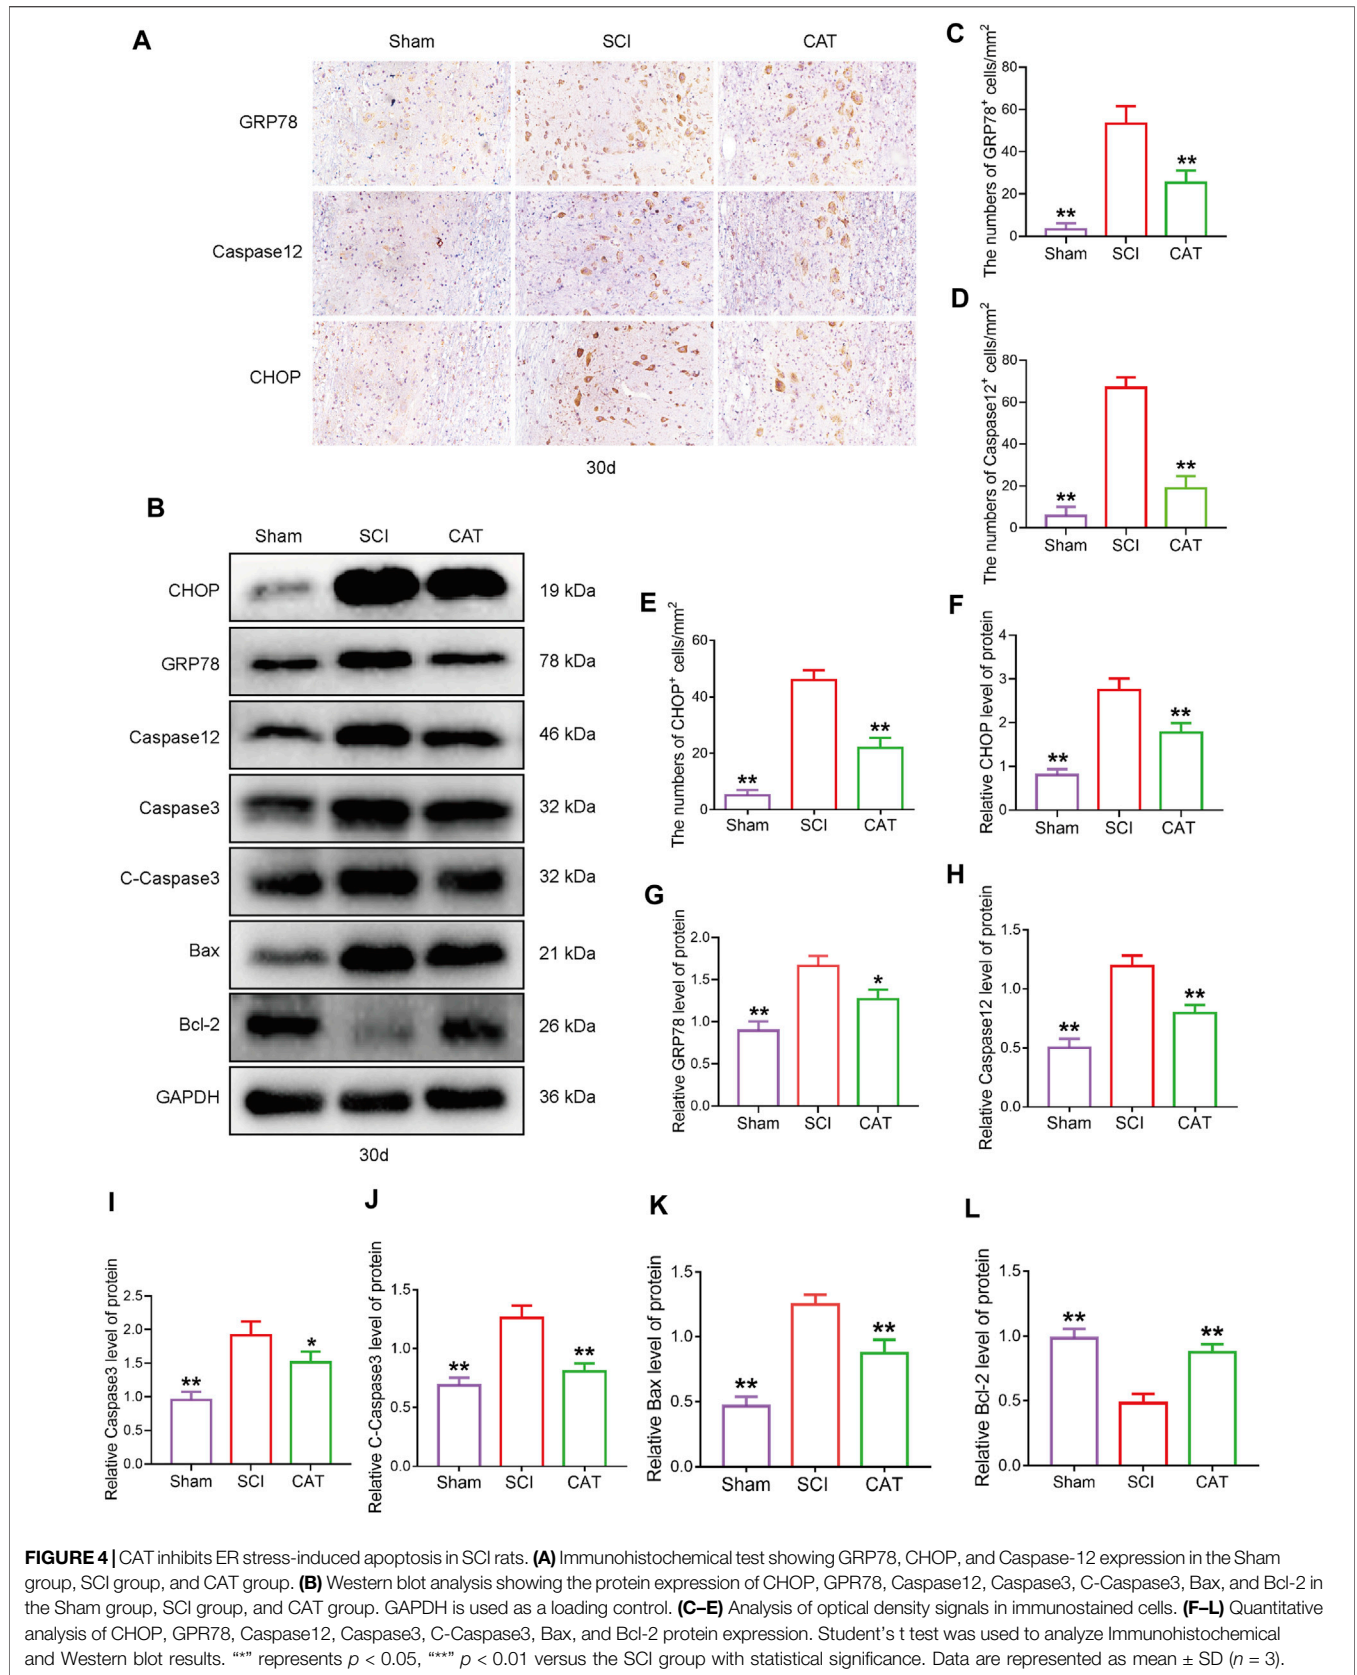 A
Sham SCI CAT
GRP78
Caspase12
CHOP
30d
B
Sham SCI CAT
CHOP 19 kDa
GRP78 78 kDa
Caspase12 46 kDa
Caspase3 32 kDa
C-Caspase3 32 kDa
Bax 21 kDa
Bcl-2 26 kDa
GAPDH 36 kDa
30d
C
The numbers of GRP78⁺ cells/mm²
80
60
40
20
0
** **
Sham SCI CAT
D
The numbers of Caspase12⁺ cells/mm²
80
60
40
20
0
** **
Sham SCI CAT
E
The numbers of CHOP⁺ cells/mm²
60
40
20
0
** **
Sham SCI CAT
F
Relative CHOP level of protein
4
3
2
1
0
** **
Sham SCI CAT
G
Relative GRP78 level of protein
2.0
1.5
1.0
0.5
0.0
** *
Sham SCI CAT
H
Relative Caspase12 level of protein
1.5
1.0
0.5
0.0
** **
Sham SCI CAT
I
Relative Caspase3 level of protein
2.5
2.0
1.5
1.0
0.5
0.0
** *
Sham SCI CAT
J
Relative C-Caspase3 level of protein
1.5
1.0
0.5
0.0
** **
Sham SCI CAT
K
Relative Bax level of protein
1.5
1.0
0.5
0.0
** **
Sham SCI CAT
L
Relative Bcl-2 level of protein
1.5
1.0
0.5
0.0
** **
Sham SCI CAT
FIGURE 4 | CAT inhibits ER stress-induced apoptosis in SCI rats. (A) Immunohistochemical test showing GRP78, CHOP, and Caspase-12 expression in the Sham
group, SCI group, and CAT group. (B) Western blot analysis showing the protein expression of CHOP, GPR78, Caspase12, Caspase3, C-Caspase3, Bax, and Bcl-2 in
the Sham group, SCI group, and CAT group. GAPDH is used as a loading control. (C–E) Analysis of optical density signals in immunostained cells. (F–L) Quantitative
analysis of CHOP, GPR78, Caspase12, Caspase3, C-Caspase3, Bax, and Bcl-2 protein expression. Student's t test was used to analyze Immunohistochemical
and Western blot results. “*” represents p < 0.05, “**” p < 0.01 versus the SCI group with statistical significance. Data are represented as mean ± SD (n = 3).